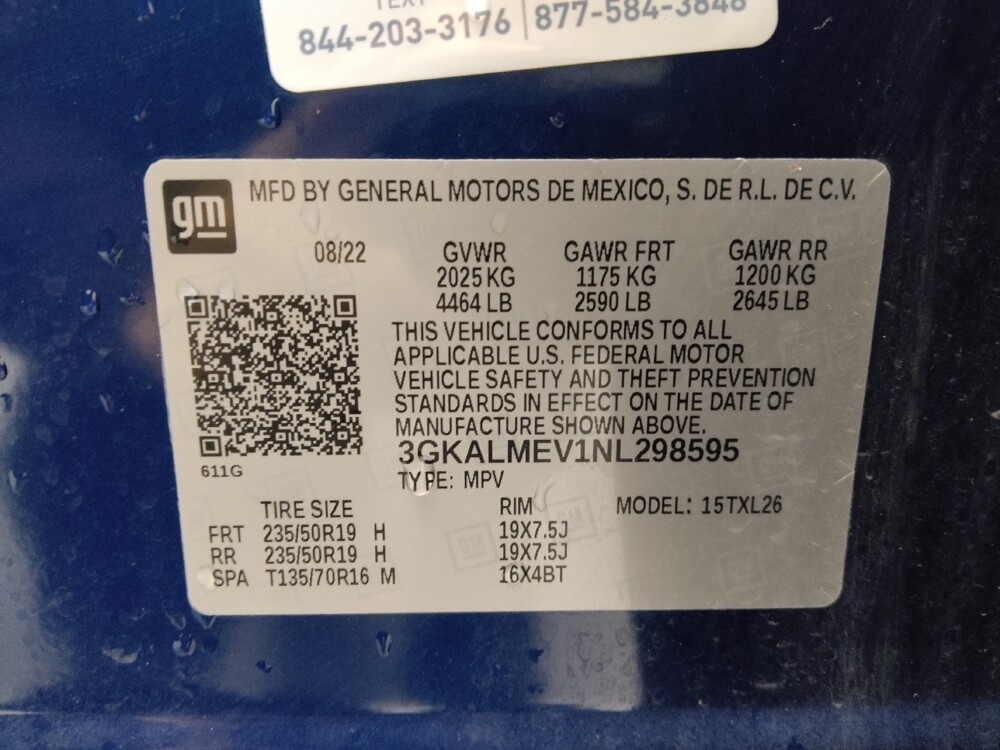 TEXT
844-203-3176 | 877-584-3848
gm
MFD BY GENERAL MOTORS DE MEXICO, S. DE R.L. DE C.V.
08/22 GVWR GAWR FRT GAWR RR
2025 KG 1175 KG 1200 KG
4464 LB 2590 LB 2645 LB
THIS VEHICLE CONFORMS TO ALL
APPLICABLE U.S. FEDERAL MOTOR
VEHICLE SAFETY AND THEFT PREVENTION
STANDARDS IN EFFECT ON THE DATE OF
MANUFACTURE SHOWN ABOVE.
3GKALMEV1NL298595
611G
TYPE: MPV
TIRE SIZE RIM MODEL: 15TXL26
FRT 235/50R19 H 19X7.5J
RR 235/50R19 H 19X7.5J
SPA T135/70R16 M 16X4BT